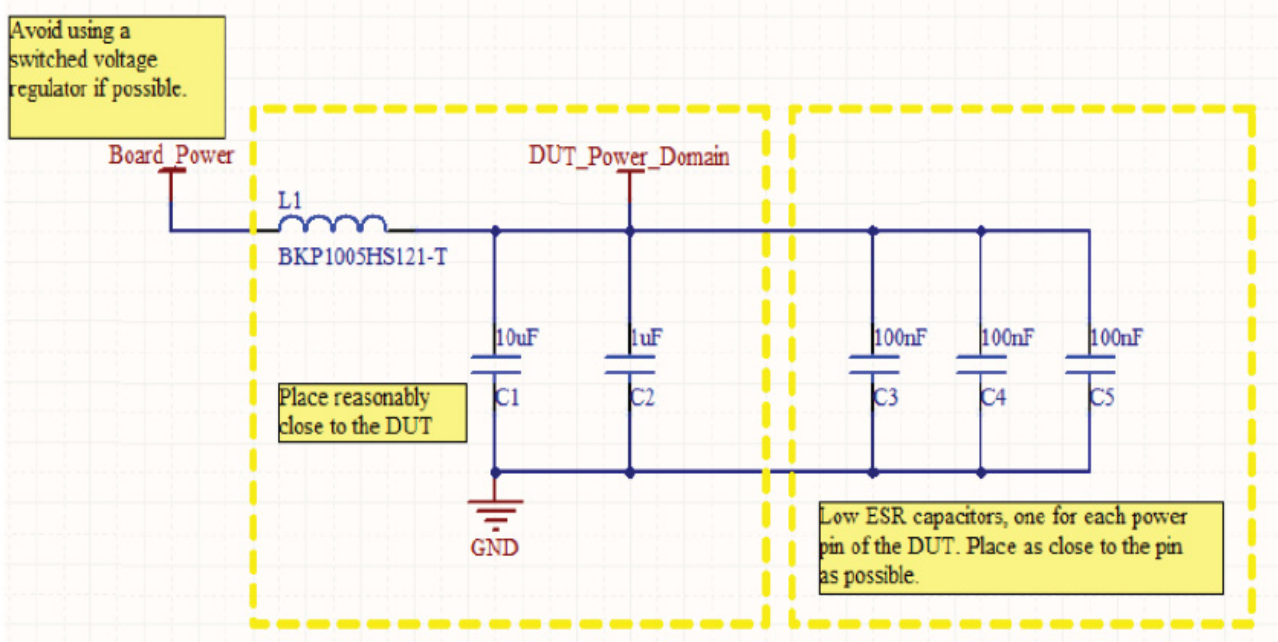 Avoid using a
switched voltage
regulator if possible.
Board_Power
DUT_Power_Domain
L1
BKP1005HS121-T
10uF
1uF
100nF
100nF
100nF
Place reasonably
close to the DUT
C1
C2
C3
C4
C5
GND
Low ESR capacitors, one for each power
pin of the DUT. Place as close to the pin
as possible.